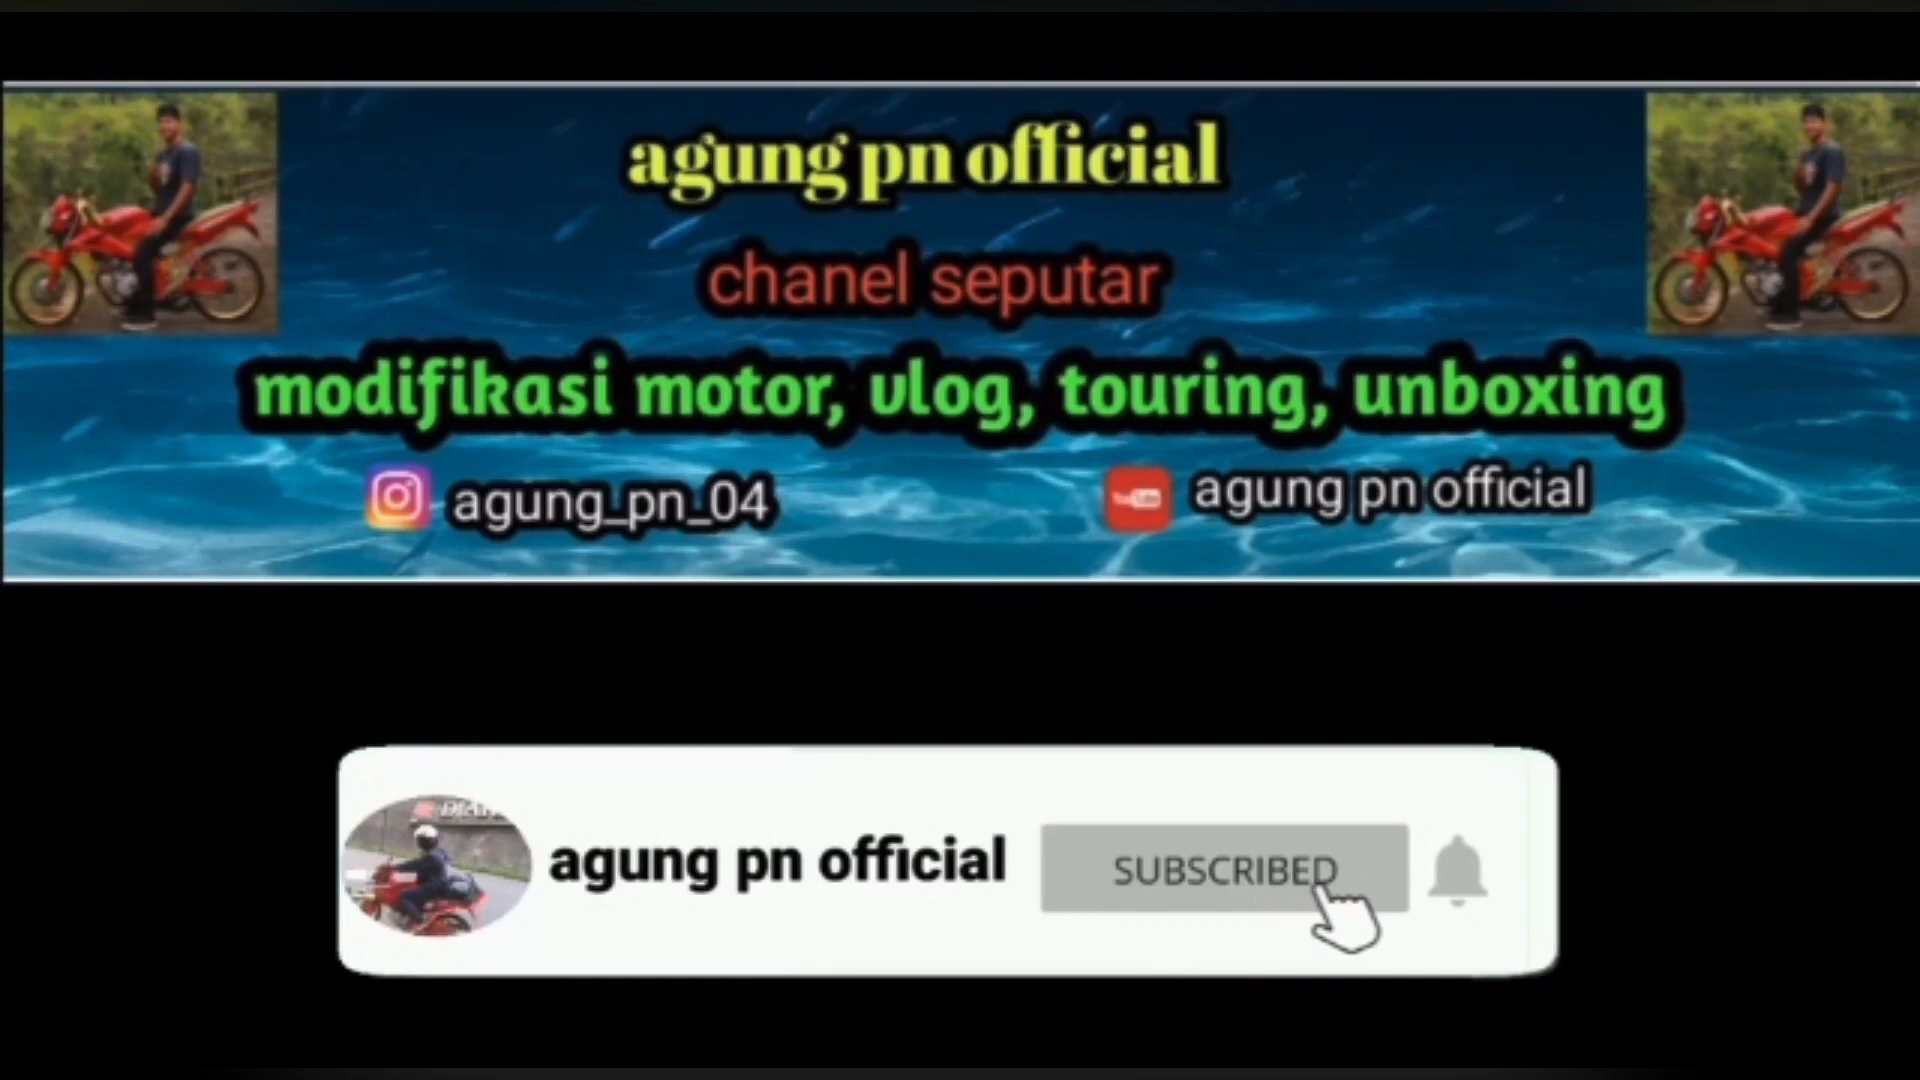 agung pn official
chanel seputar
modifikasi motor, vlog, touring, unboxing
agung_pn_04
agung pn official
agung pn official
SUBSCRIBED